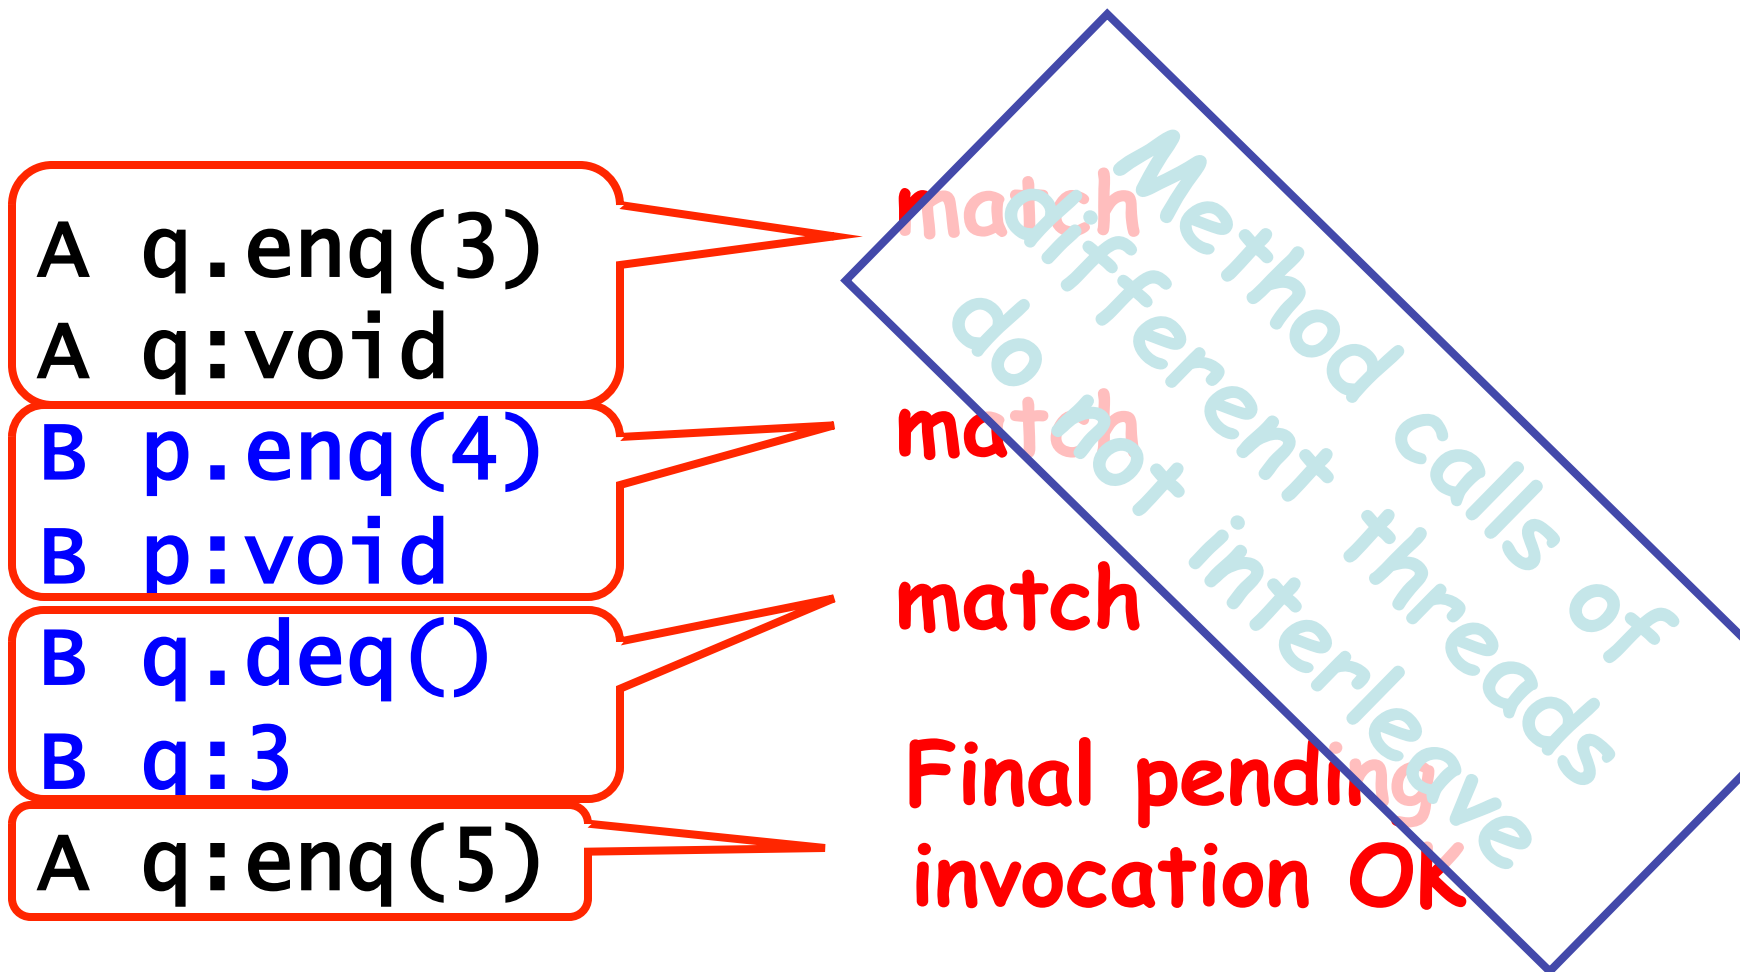 A q.enq(3)
A q:void
match
B p.enq(4)
B p:void
match
B q.deq()
B q:3
match
A q:enq(5)
Final pending
invocation OK
Method calls of
different threads
do not interleave